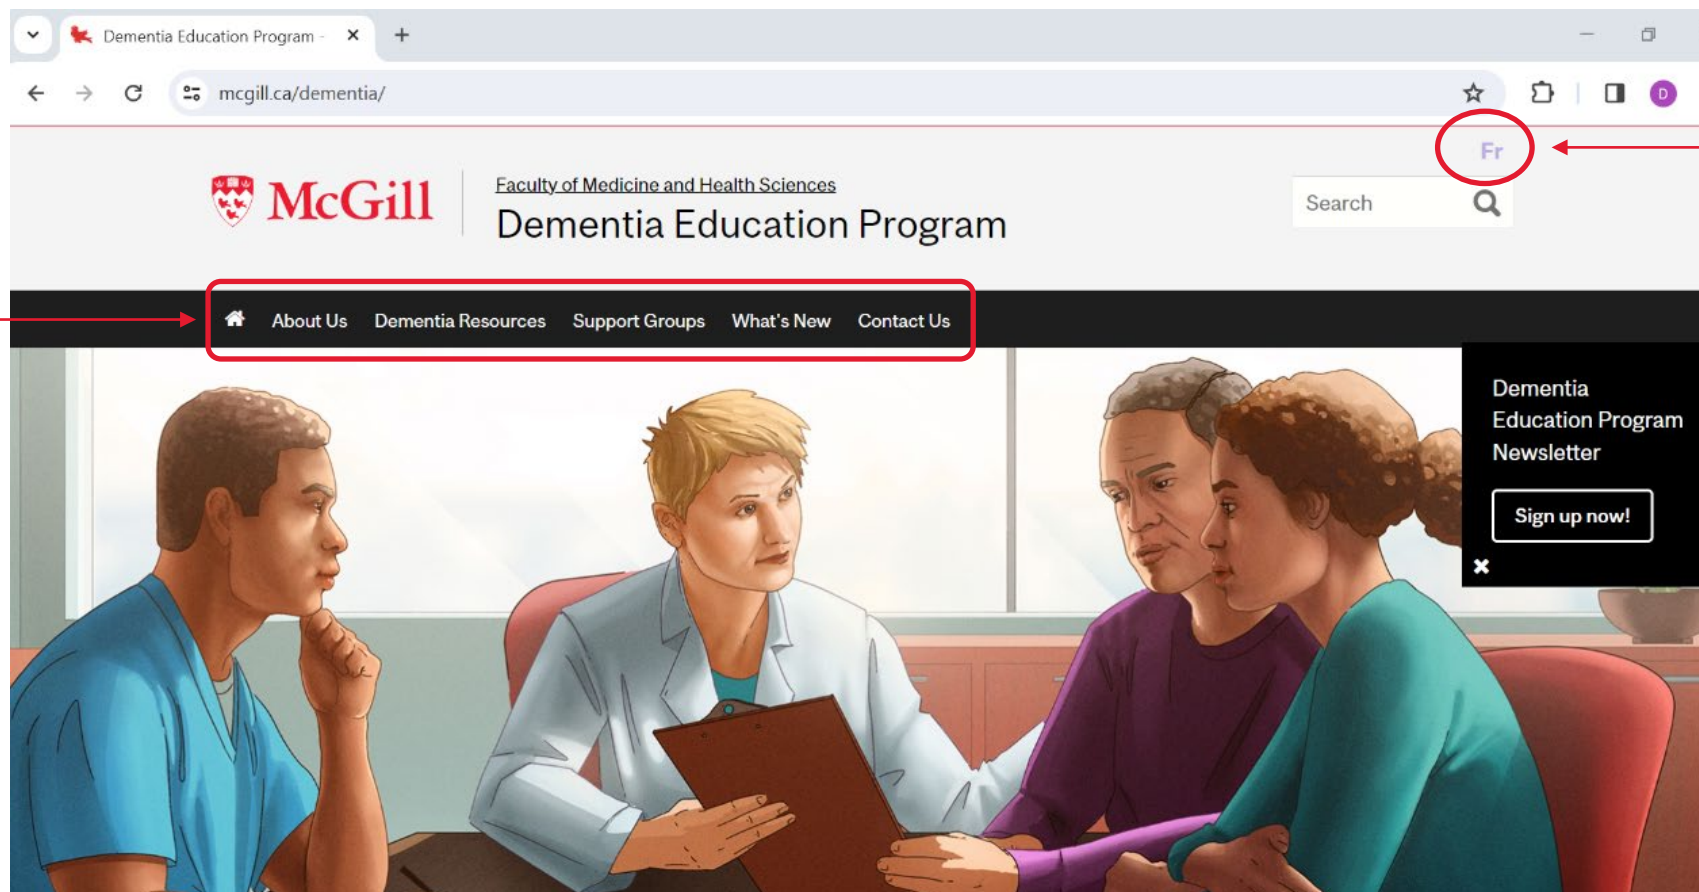 Dementia Education Program -
mcgill.ca/dementia/
D
Fr
McGill
Faculty of Medicine and Health Sciences
Dementia Education Program
Search
About Us Dementia Resources Support Groups What's New Contact Us
Dementia
Education Program
Newsletter
Sign up now!